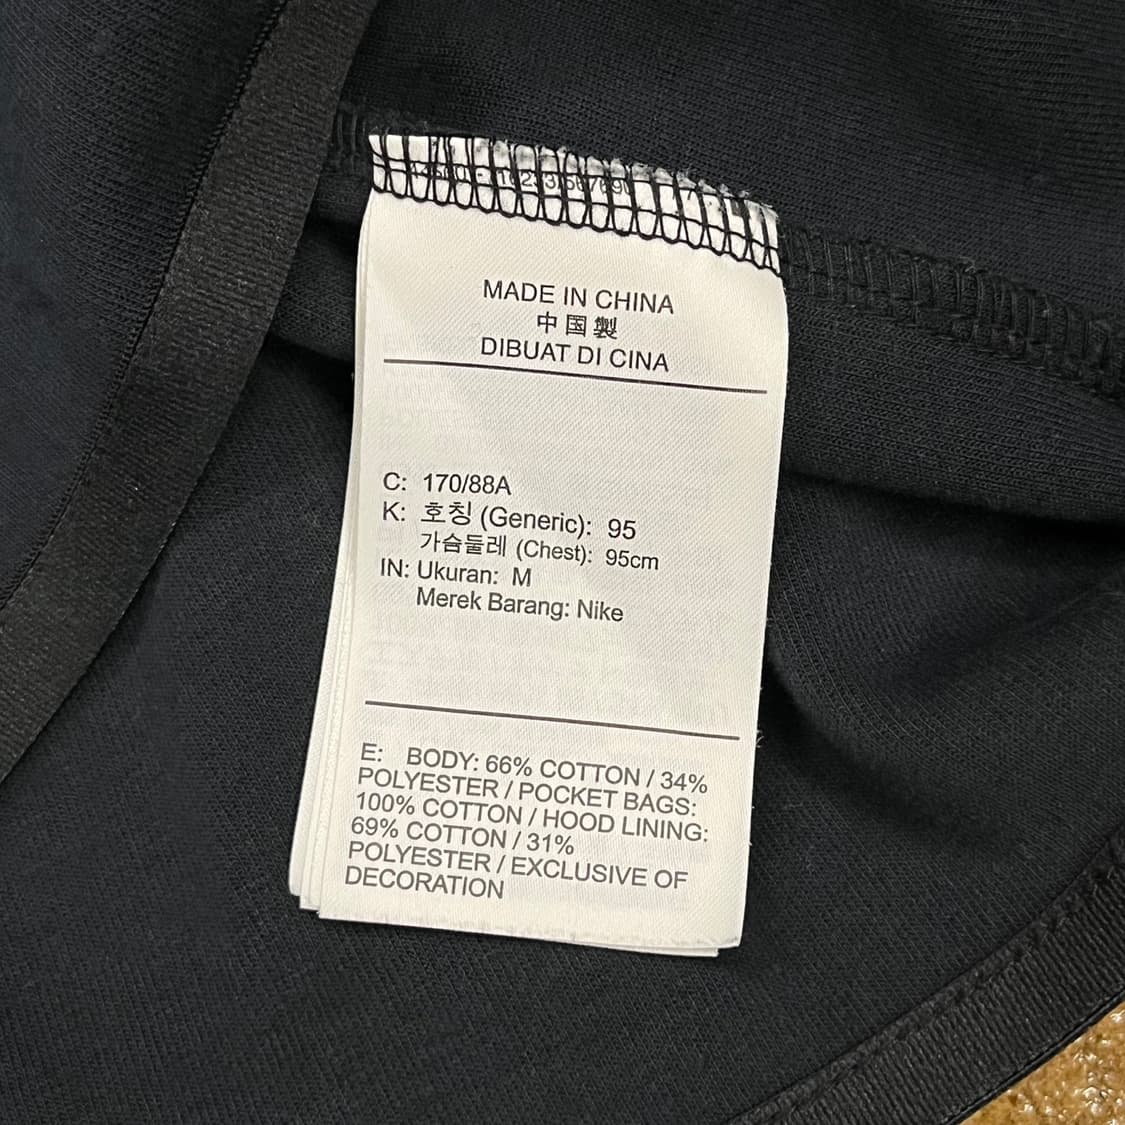 MADE IN CHINA
中国製
DIBUAT DI CINA
C: 170/88A
K: 호칭 (Generic): 95
가슴둘레 (Chest): 95cm
IN: Ukuran: M
Merek Barang: Nike
E: BODY: 66% COTTON / 34%
POLYESTER / POCKET BAGS:
100% COTTON / HOOD LINING:
69% COTTON / 31%
POLYESTER / EXCLUSIVE OF
DECORATION